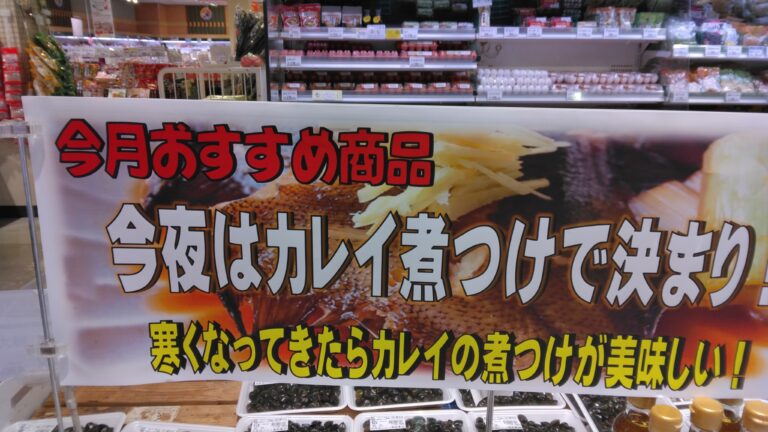 今月おすすめ商品
今夜はカレイ煮つけで決まり！
寒くなってきたらカレイの煮つけが美味しい！